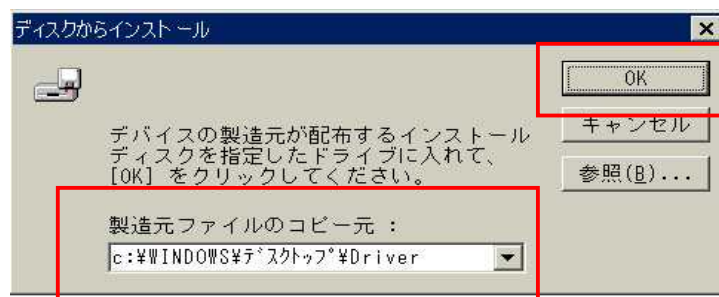 ディスクからインストール
OK
キャンセル
参照(B)...
デバイスの製造元が配布するインストール
ディスクを指定したドライブに入れて、
[OK] をクリックしてください。
製造元ファイルのコピー元 :
c:¥WINDOWS¥ﾃﾞｽｸﾄｯﾌﾟ¥Driver